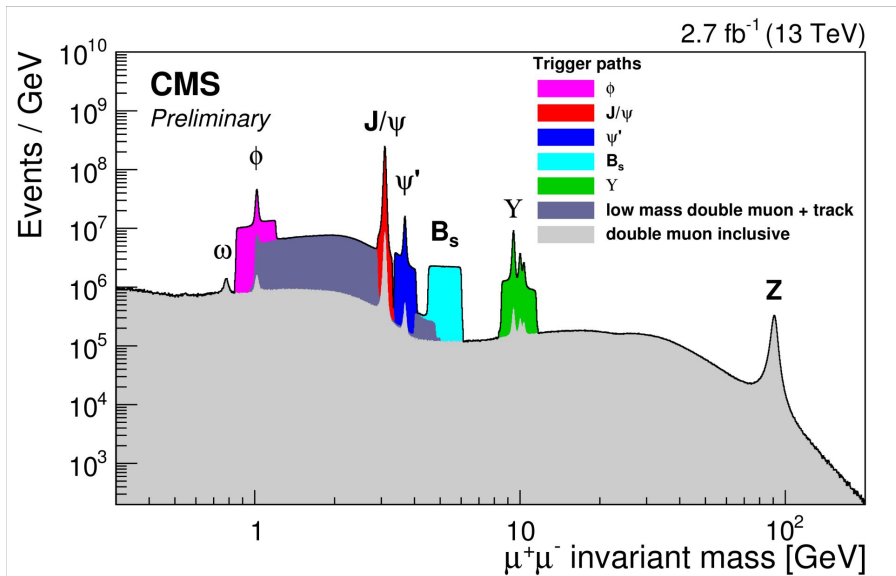 2.7 fb⁻¹ (13 TeV)
CMS
Preliminary
Trigger paths
ϕ
J/ψ
ψ'
Bₛ
Υ
low mass double muon + track
double muon inclusive
ω
ϕ
J/ψ
ψ'
Bₛ
Υ
Z
Events / GeV
10¹⁰
10⁹
10⁸
10⁷
10⁶
10⁵
10⁴
10³
1
10
10²
μ⁺μ⁻ invariant mass [GeV]